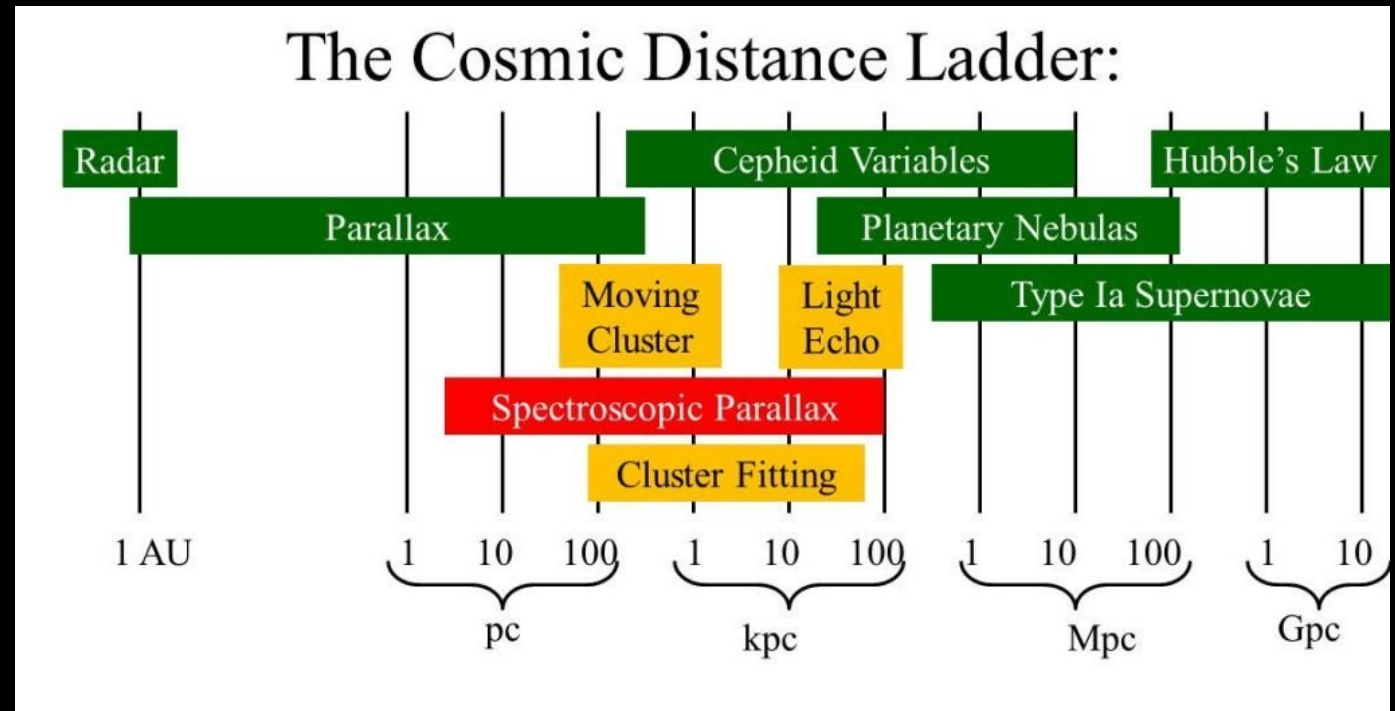 The Cosmic Distance Ladder:
Radar
Cepheid Variables
Hubble's Law
Parallax
Planetary Nebulas
Moving
Cluster
Light
Echo
Type Ia Supernovae
Spectroscopic Parallax
Cluster Fitting
1 AU 1 10 100 1 10 100 1 10 100 1 10
pc kpc Mpc Gpc